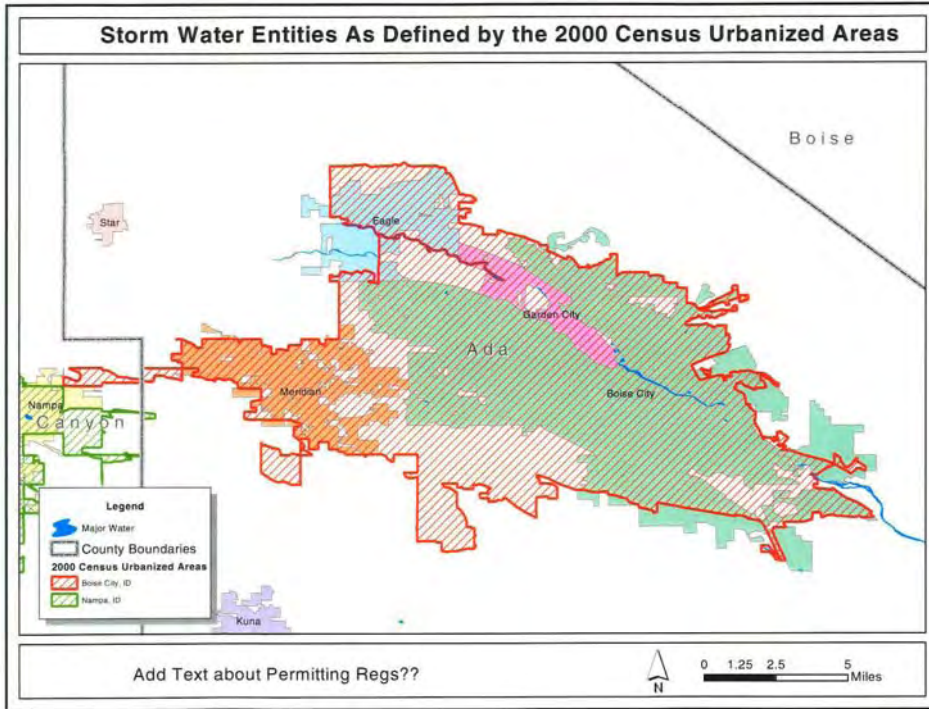 Storm Water Entities As Defined by the 2000 Census Urbanized Areas
Boise
Star
Eagle
Garden City
Ada
Meridian
Boise City
Nampa
Canyon
Legend
Major Water
County Boundaries
2000 Census Urbanized Areas
Boise City, ID
Nampa, ID
Kuna
Add Text about Permitting Regs??
N
0 1.25 2.5 5
Miles